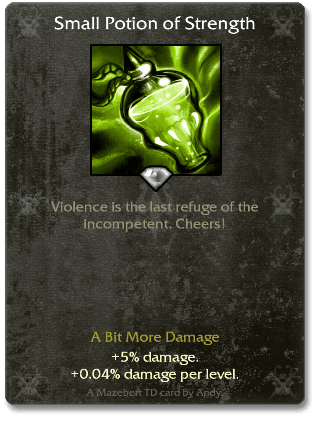 Small Potion of Strength
Violence is the last refuge of the
incompetent. Cheers!
A Bit More Damage
+5% damage.
+0.04% damage per level.
A Mazebert TD card by Andy